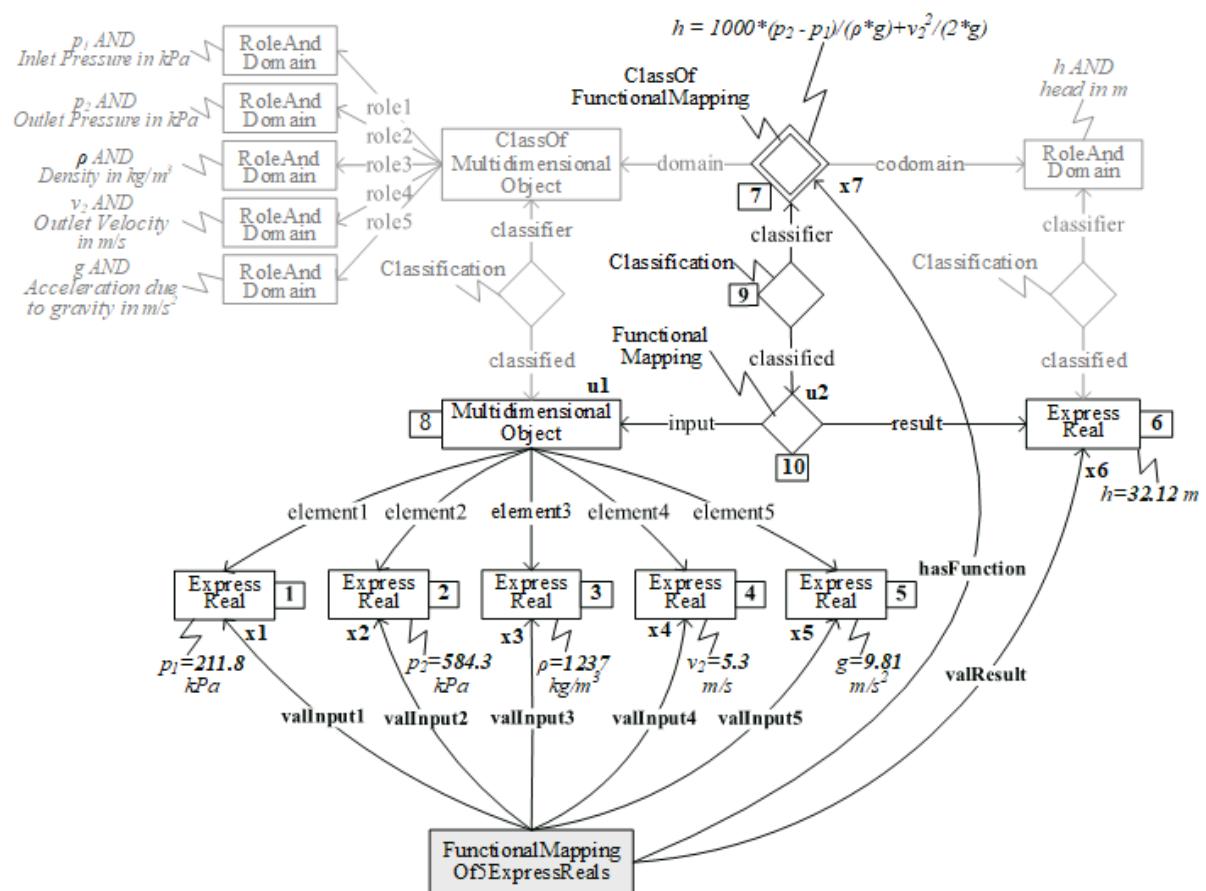 h = 1000*(p₂ - p₁)/(ρ*g)+v₂²/(2*g)
p₁ AND
Inlet Pressure in kPa
RoleAnd
Domain
role1
p₂ AND
Outlet Pressure in kPa
RoleAnd
Domain
role2
ρ AND
Density in kg/m³
RoleAnd
Domain
role3
v₂ AND
Outlet Velocity
in m/s
RoleAnd
Domain
role4
g AND
Acceleration due
to gravity in m/s²
RoleAnd
Domain
role5
ClassOf
Multidimensional
Object
domain
ClassOf
FunctionalMapping
7
x7
codomain
h AND
head in m
RoleAnd
Domain
classifier
Classification
classified
classifier
Classification
9
classified
classifier
Classification
classified
Functional
Mapping
u1
8
Multidimensional
Object
input
u2
10
result
Express
Real
6
x6
h=32.12 m
element1
element2
element3
element4
element5
Express
Real
1
x1
p₁=211.8
kPa
Express
Real
2
x2
p₂=584.3
kPa
Express
Real
3
x3
ρ=1237
kg/m³
Express
Real
4
x4
v₂=5.3
m/s
Express
Real
5
x5
g=9.81
m/s²
hasFunction
valResult
valInput1
valInput2
valInput3
valInput4
valInput5
FunctionalMapping
Of5ExpressReals